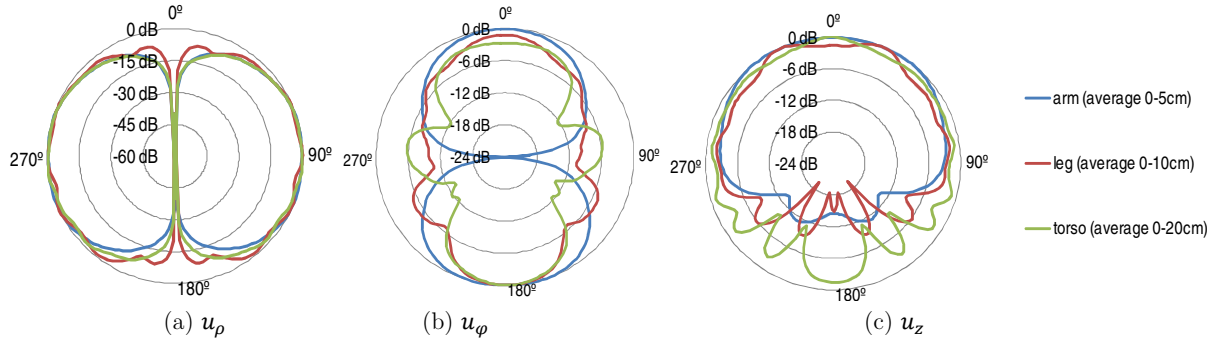 0º
0 dB
-15 dB
-30 dB
-45 dB
-60 dB
270º
90º
180º
(a) uρ
0º
0 dB
-6 dB
-12 dB
-18 dB
-24 dB
270º
90º
180º
(b) uφ
0º
0 dB
-6 dB
-12 dB
-18 dB
-24 dB
270º
90º
180º
(c) uz
arm (average 0-5cm)
leg (average 0-10cm)
torso (average 0-20cm)